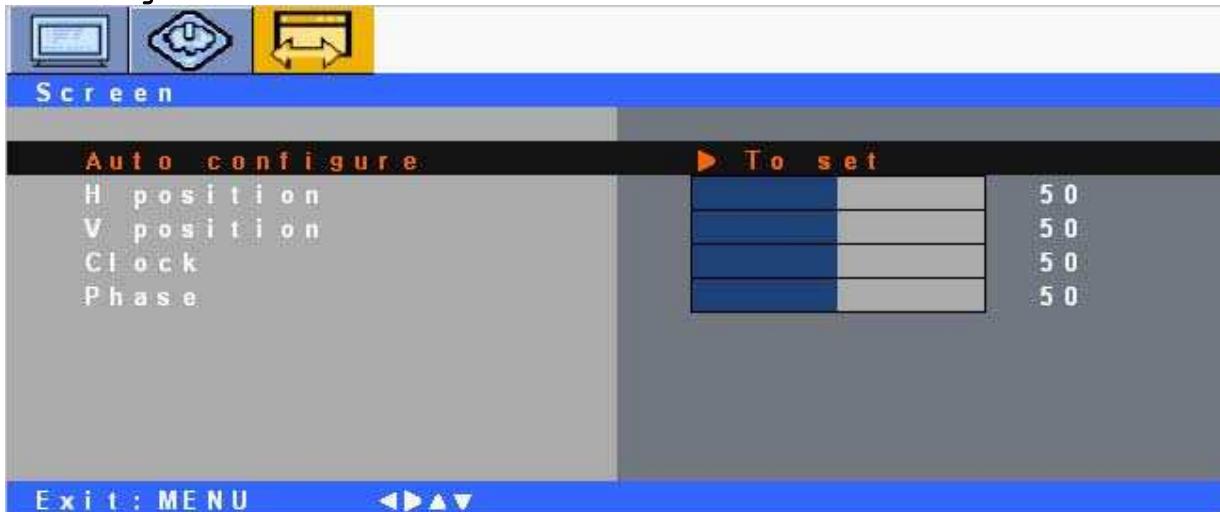 Screen
Auto configure ▶ To set
H position 50
V position 50
Clock 50
Phase 50
Exit:MENU ◀▶▲▼